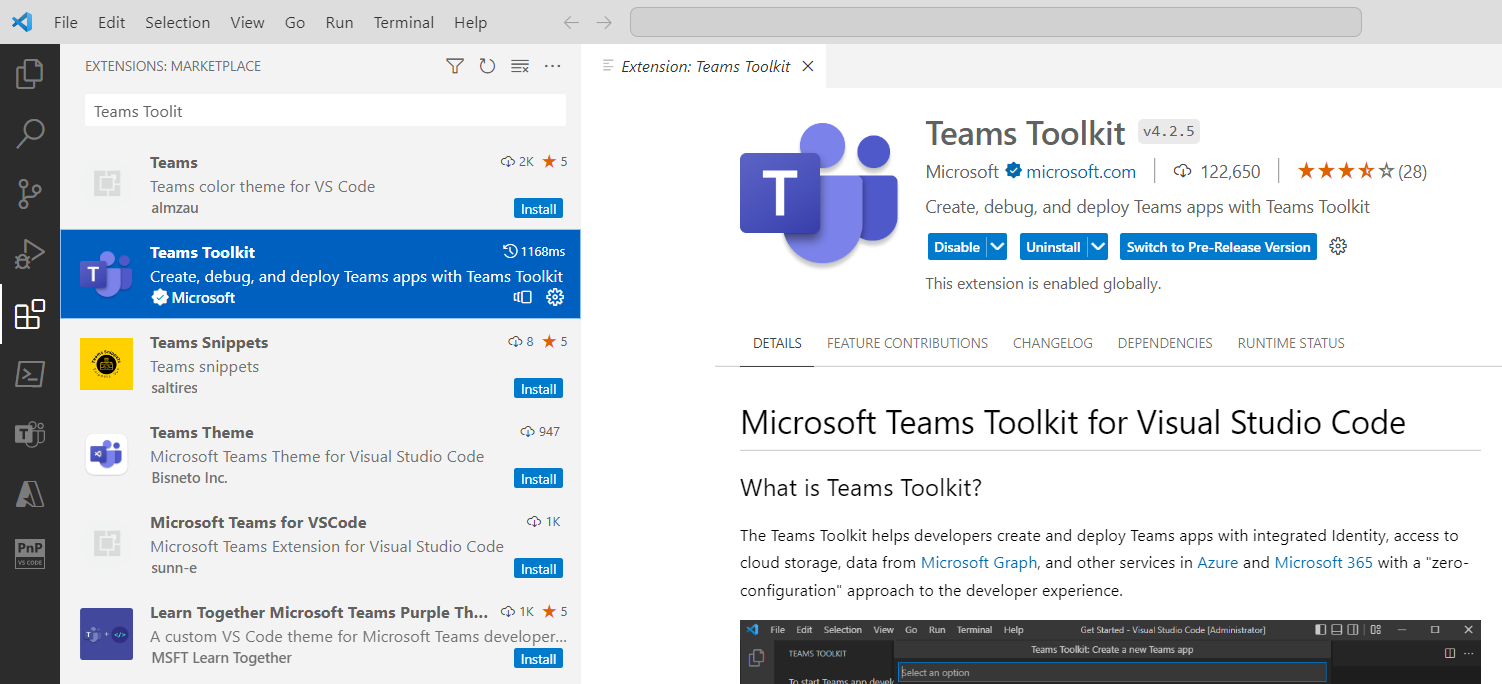 File Edit Selection View Go Run Terminal Help
EXTENSIONS: MARKETPLACE
Teams Toolit
Teams 2K 5
Teams color theme for VS Code
almzau
Install
Teams Toolkit 1168ms
Create, debug, and deploy Teams apps with Teams Toolkit
Microsoft
Teams Snippets 8 5
Teams snippets
saltires
Install
Teams Theme 947
Microsoft Teams Theme for Visual Studio Code
Bisneto Inc.
Install
Microsoft Teams for VSCode 1K
Microsoft Teams Extension for Visual Studio Code
sunn-e
Install
Learn Together Microsoft Teams Purple Th... 1K 5
A custom VS Code theme for Microsoft Teams developer...
MSFT Learn Together
Install
PnP
VS CODE
Extension: Teams Toolkit
T
Teams Toolkit v4.2.5
Microsoft microsoft.com 122,650 (28)
Create, debug, and deploy Teams apps with Teams Toolkit
Disable Uninstall Switch to Pre-Release Version
This extension is enabled globally.
DETAILS FEATURE CONTRIBUTIONS CHANGELOG DEPENDENCIES RUNTIME STATUS
Microsoft Teams Toolkit for Visual Studio Code
What is Teams Toolkit?
The Teams Toolkit helps developers create and deploy Teams apps with integrated Identity, access to
cloud storage, data from Microsoft Graph, and other services in Azure and Microsoft 365 with a "zero-
configuration" approach to the developer experience.
File Edit Selection View Go Run Terminal Help Get Started - Visual Studio Code [Administrator]
TEAMS TOOLKIT
Teams Toolkit: Create a new Teams app
Select an option
To start Teams app devel